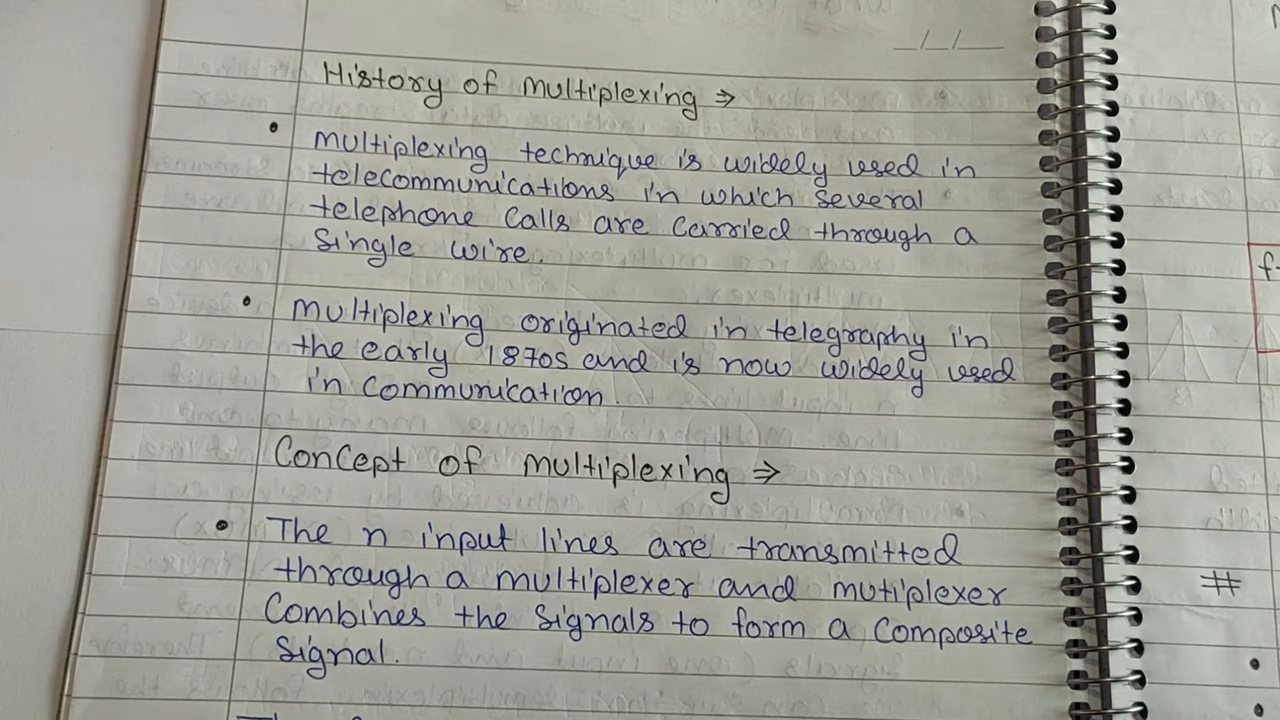 _/_/__
History of multiplexing ⇒
• multiplexing technique is widely used in
telecommunications in which several
telephone calls are carried through a
single wire.
• multiplexing originated in telegraphy in
the early 1870s and is now widely used
in communication.
Concept of multiplexing ⇒
• The n input lines are transmitted
through a multiplexer and mutiplexer
Combines the signals to form a composite
signal.
#